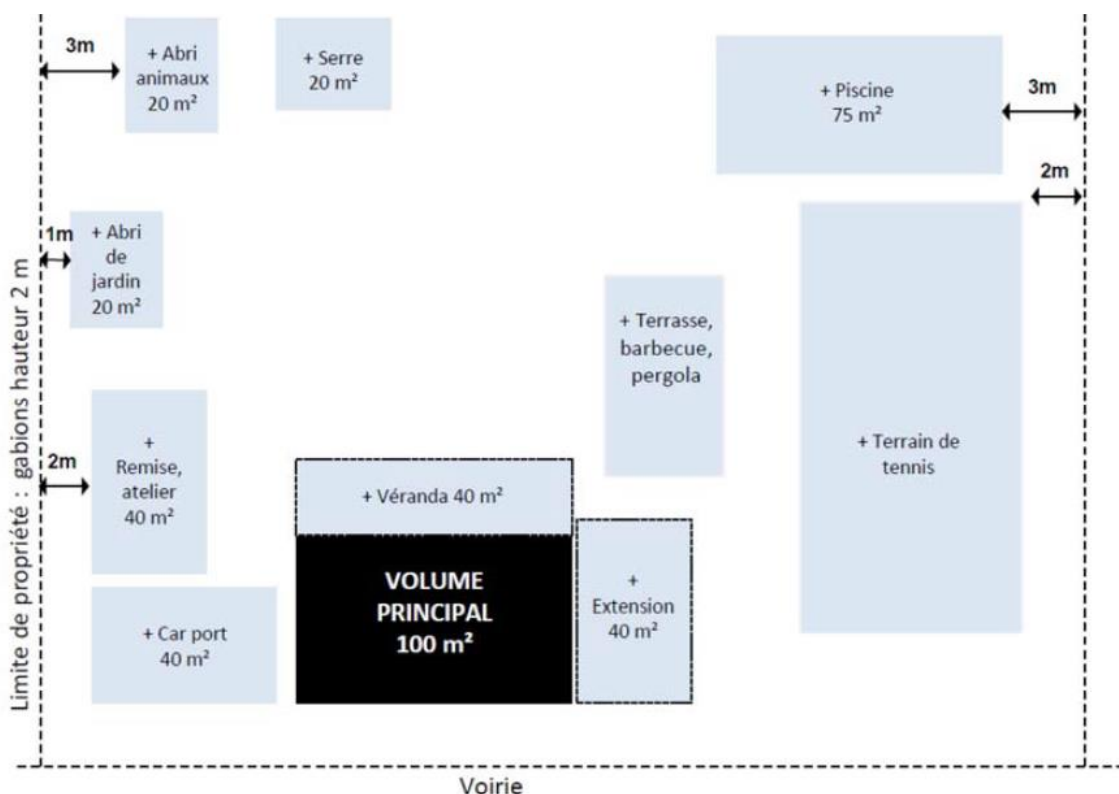 3m
+ Abri
animaux
20 m²
+ Serre
20 m²
+ Piscine
75 m²
3m
2m
1m
+ Abri
de
jardin
20 m²
+ Terrasse,
barbecue,
pergola
Limite de propriété : gabions hauteur 2 m
2m
+
Remise,
atelier
40 m²
+ Terrain de
tennis
+ Véranda 40 m²
VOLUME
PRINCIPAL
100 m²
+
Extension
40 m²
+ Car port
40 m²
Voirie